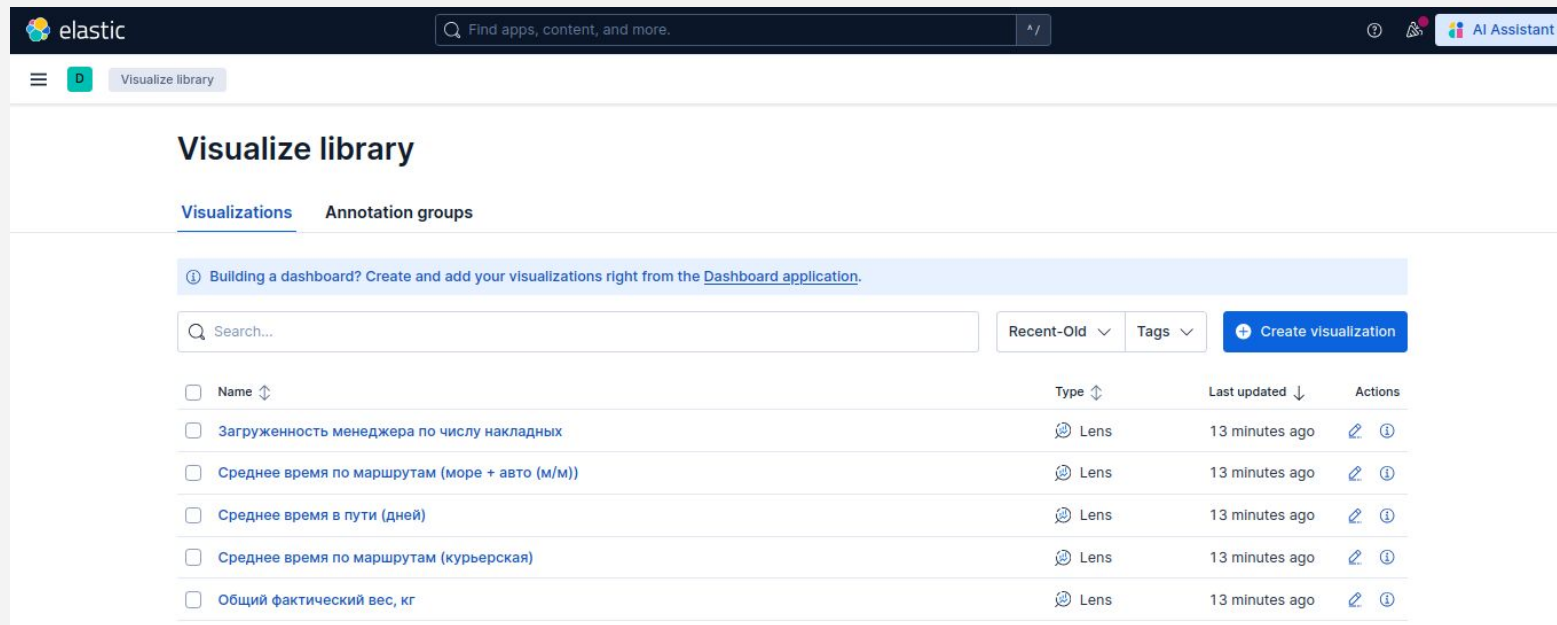 elastic Find apps, content, and more. ^/ AI Assistant
D Visualize library
Visualize library
Visualizations Annotation groups
Building a dashboard? Create and add your visualizations right from the Dashboard application.
Search... Recent-Old Tags Create visualization
Name Type Last updated Actions
Загруженность менеджера по числу накладных Lens 13 minutes ago
Среднее время по маршрутам (море + авто (м/м)) Lens 13 minutes ago
Среднее время в пути (дней) Lens 13 minutes ago
Среднее время по маршрутам (курьерская) Lens 13 minutes ago
Общий фактический вес, кг Lens 13 minutes ago